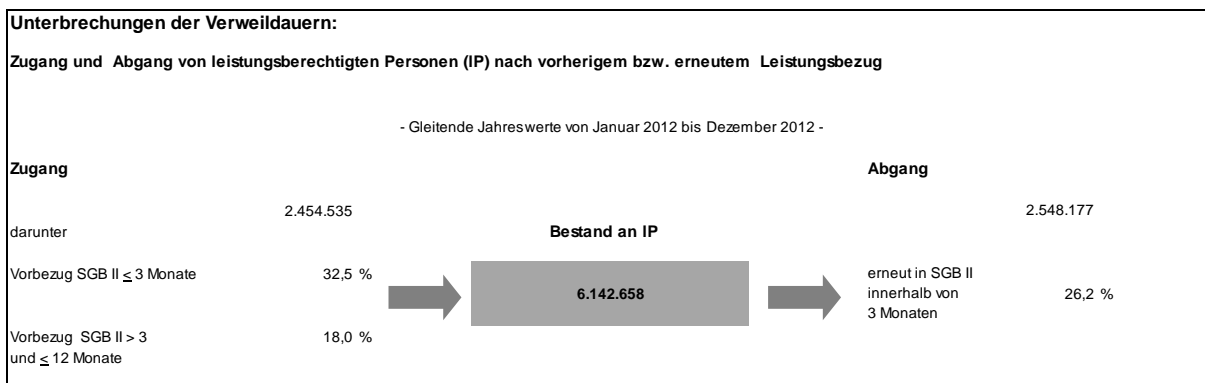 Unterbrechungen der Verweildauern:
Zugang und Abgang von leistungsberechtigten Personen (IP) nach vorherigem bzw. erneutem Leistungsbezug
- Gleitende Jahreswerte von Januar 2012 bis Dezember 2012 -
Zugang
Abgang
2.454.535
2.548.177
darunter
Bestand an IP
Vorbezug SGB II ≤ 3 Monate 32,5 %
6.142.658
erneut in SGB II
innerhalb von 26,2 %
3 Monaten
Vorbezug SGB II > 3 18,0 %
und ≤ 12 Monate